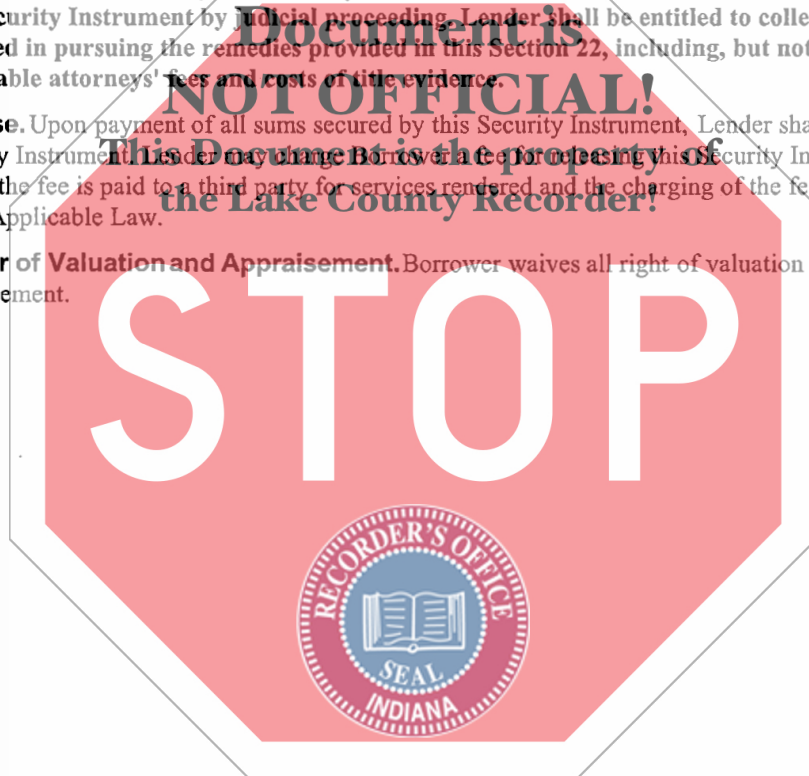 curity Instrument by judicial proceeding, Lender shall be entitled to colle
ed in pursuing the remedies provided in this Section 22, including, but not
able attorneys' fees and costs of title evidence.
se. Upon payment of all sums secured by this Security Instrument, Lender sha
y Instrument. Lender may charge Borrower a fee for releasing this Security In
the fee is paid to a third party for services rendered and the charging of the fe
Applicable Law.
r of Valuation and Appraisement. Borrower waives all right of valuation
ement.
Document is
NOT OFFICIAL!
This Document is the property of
the Lake County Recorder!
STOP
RECORDER'S OFFICE
SEAL
INDIANA